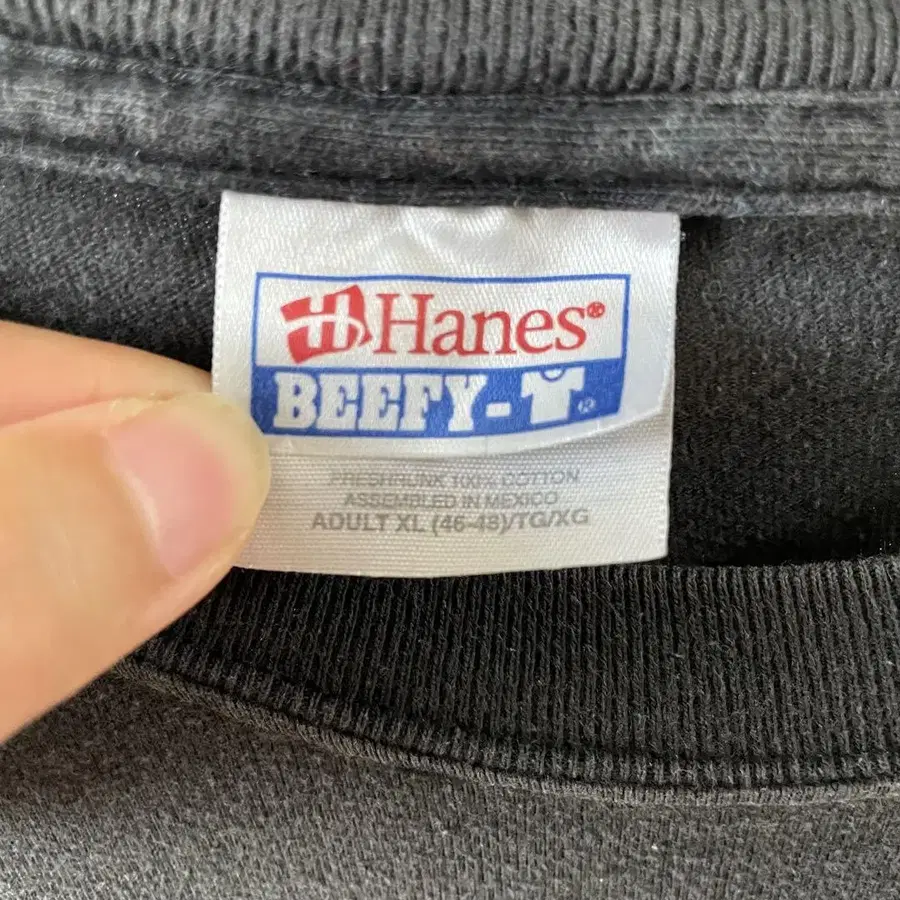 Hanes®
BEEFY-T®
PRESHRUNK 100% COTTON
ASSEMBLED IN MEXICO
ADULT XL (46-48)/TG/XG